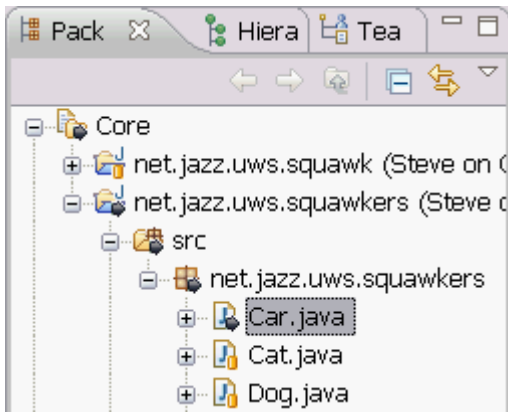 Pack Hiera Tea
Core
net.jazz.uws.squawk (Steve on
net.jazz.uws.squawkers (Steve
src
net.jazz.uws.squawkers
Car.java
Cat.java
Dog.java